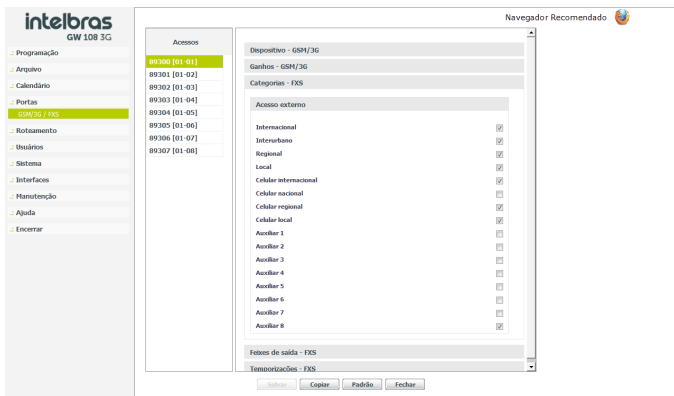 intelbras
GW 108 3G
Navegador Recomendado
Programação
Arquivo
Calendário
Portas
GSM/3G / FXS
Roteamento
Usuários
Sistema
Interfaces
Manutenção
Ajuda
Encerrar
Acessos
89300 [01-01]
89301 [01-02]
89302 [01-03]
89303 [01-04]
89304 [01-05]
89305 [01-06]
89306 [01-07]
89307 [01-08]
Dispositivo - GSM/3G
Ganhos - GSM/3G
Categorias - FXS
Acesso externo
Internacional
Interurbano
Regional
Local
Celular internacional
Celular nacional
Celular regional
Celular local
Auxiliar 1
Auxiliar 2
Auxiliar 3
Auxiliar 4
Auxiliar 5
Auxiliar 6
Auxiliar 7
Auxiliar 8
Feixes de saída - FXS
Temporizações - FXS
Salvar
Copiar
Padrão
Fechar